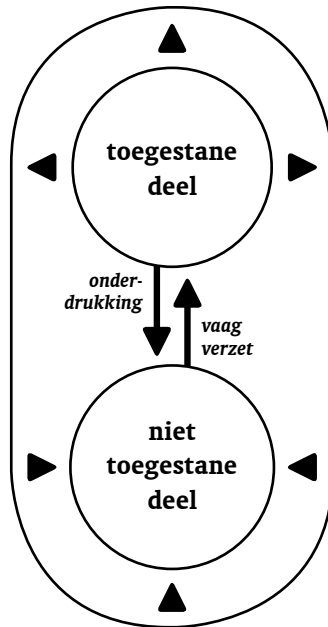 toegestane
deel
onder-
drukking
vaag
verzet
niet
toegestane
deel